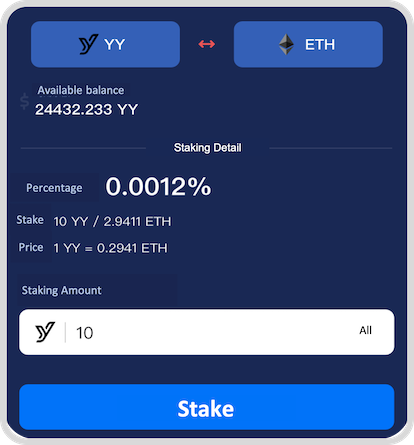 YY ↔ ETH
Available balance
$ 24432.233 YY
Staking Detail
Percentage 0.0012%
Stake 10 YY / 2.9411 ETH
Price 1 YY = 0.2941 ETH
Staking Amount
10 All
Stake